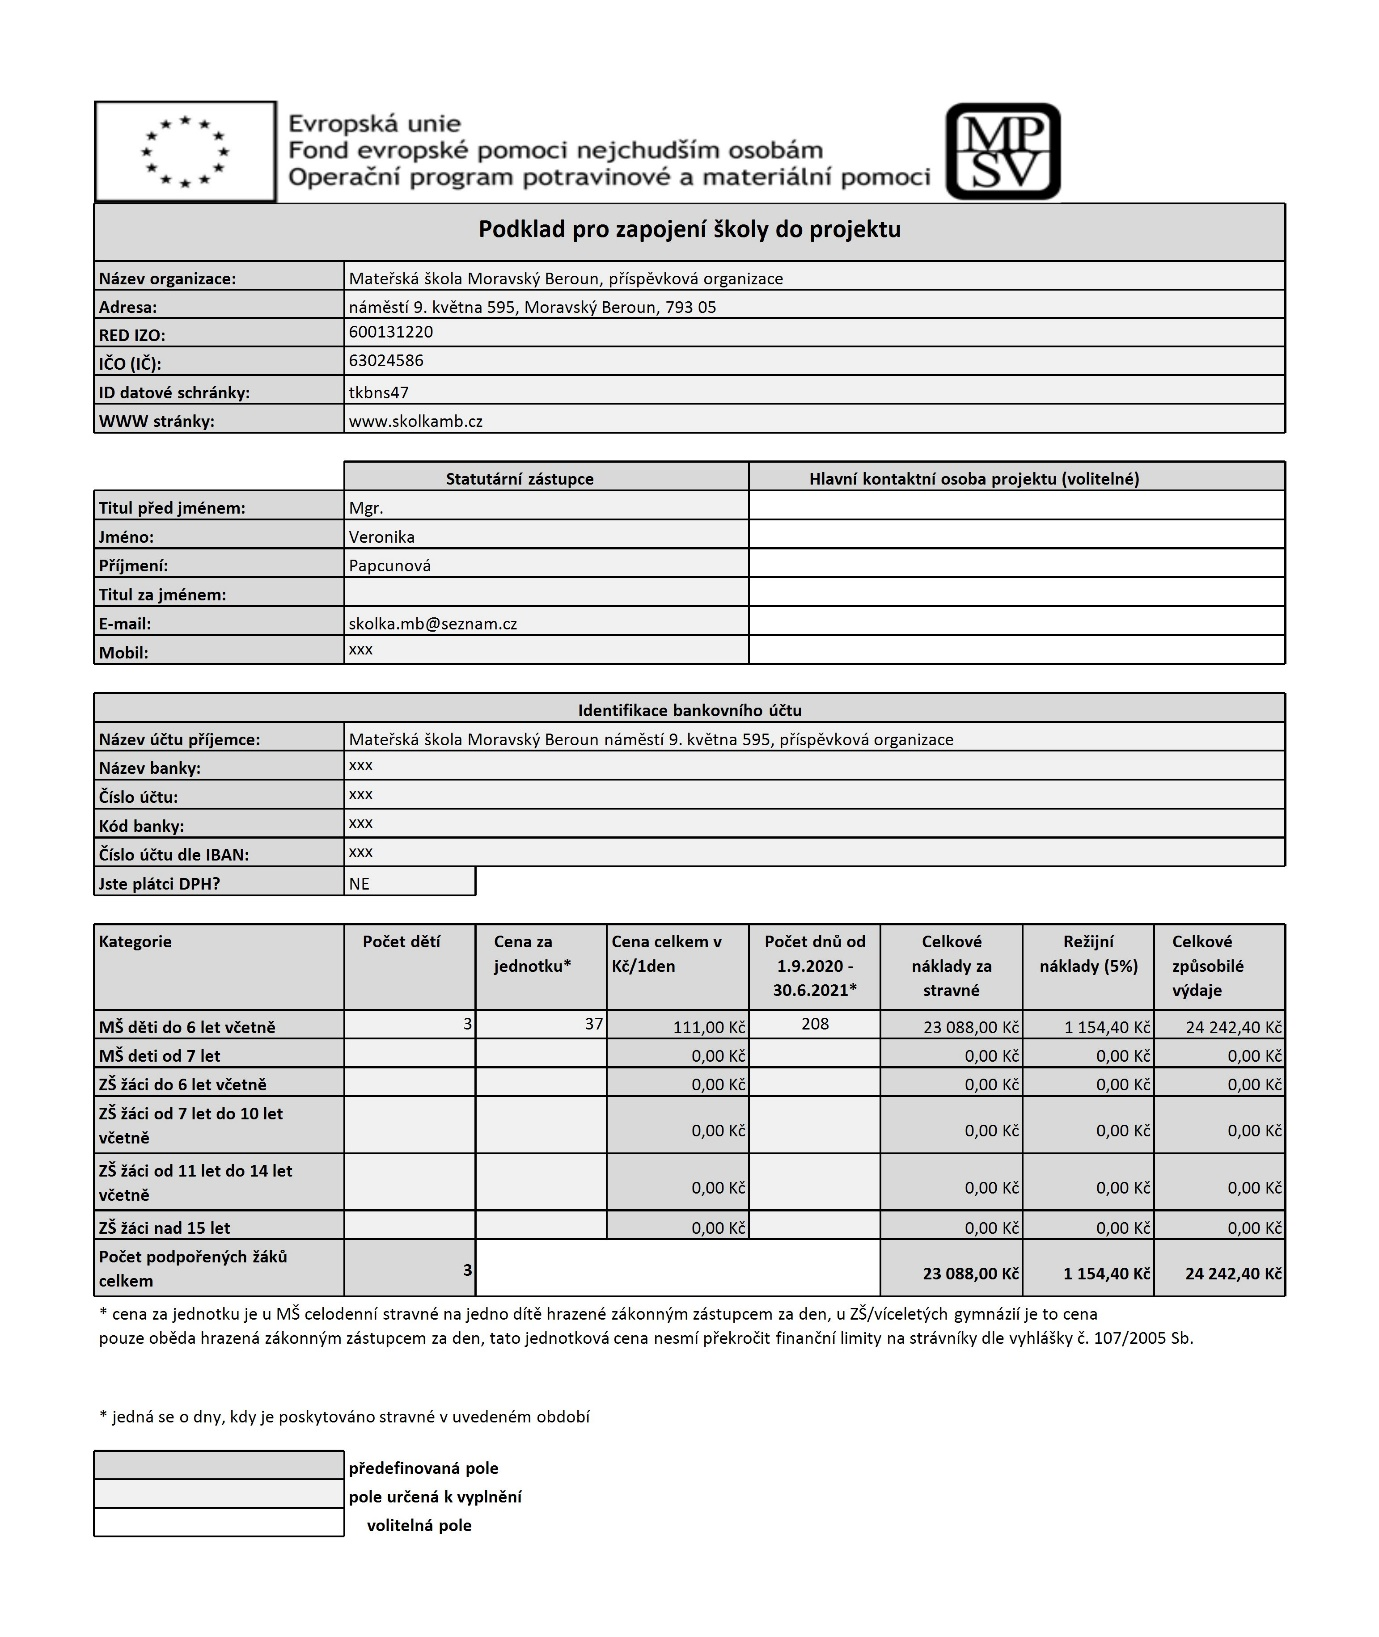 Evropská unie
Fond evropské pomoci nejchudším osobám
Operační program potravinové a materiální pomoci
MP
SV
Podklad pro zapojení školy do projektu
Název organizace: Mateřská škola Moravský Beroun, příspěvková organizace
Adresa: náměstí 9. května 595, Moravský Beroun, 793 05
RED IZO: 600131220
IČO (IČ): 63024586
ID datové schránky: tkbns47
WWW stránky: www.skolkamb.cz
Statutární zástupce Hlavní kontaktní osoba projektu (volitelné)
Titul před jménem: Mgr.
Jméno: Veronika
Příjmení: Papcunová
Titul za jménem:
E-mail: skolka.mb@seznam.cz
Mobil: xxx
Identifikace bankovního účtu
Název účtu příjemce: Mateřská škola Moravský Beroun náměstí 9. května 595, příspěvková organizace
Název banky: xxx
Číslo účtu: xxx
Kód banky: xxx
Číslo účtu dle IBAN: xxx
Jste plátci DPH? NE
Kategorie Počet dětí Cena za Cena celkem v Počet dnů od Celkové Režijní Celkové
jednotku* Kč/1den 1.9.2020 - náklady za náklady (5%) způsobilé
30.6.2021* stravné výdaje
MŠ děti do 6 let včetně 3 37 111,00 Kč 208 23 088,00 Kč 1 154,40 Kč 24 242,40 Kč
MŠ deti od 7 let 0,00 Kč 0,00 Kč 0,00 Kč 0,00 Kč
ZŠ žáci do 6 let včetně 0,00 Kč 0,00 Kč 0,00 Kč 0,00 Kč
ZŠ žáci od 7 let do 10 let
včetně 0,00 Kč 0,00 Kč 0,00 Kč 0,00 Kč
ZŠ žáci od 11 let do 14 let
včetně 0,00 Kč 0,00 Kč 0,00 Kč 0,00 Kč
ZŠ žáci nad 15 let 0,00 Kč 0,00 Kč 0,00 Kč 0,00 Kč
Počet podpořených žáků
celkem 3 23 088,00 Kč 1 154,40 Kč 24 242,40 Kč
* cena za jednotku je u MŠ celodenní stravné na jedno dítě hrazené zákonným zástupcem za den, u ZŠ/víceletých gymnázií je to cena
pouze oběda hrazená zákonným zástupcem za den, tato jednotková cena nesmí překročit finanční limity na strávníky dle vyhlášky č. 107/2005 Sb.
* jedná se o dny, kdy je poskytováno stravné v uvedeném období
předefinovaná pole
pole určená k vyplnění
volitelná pole